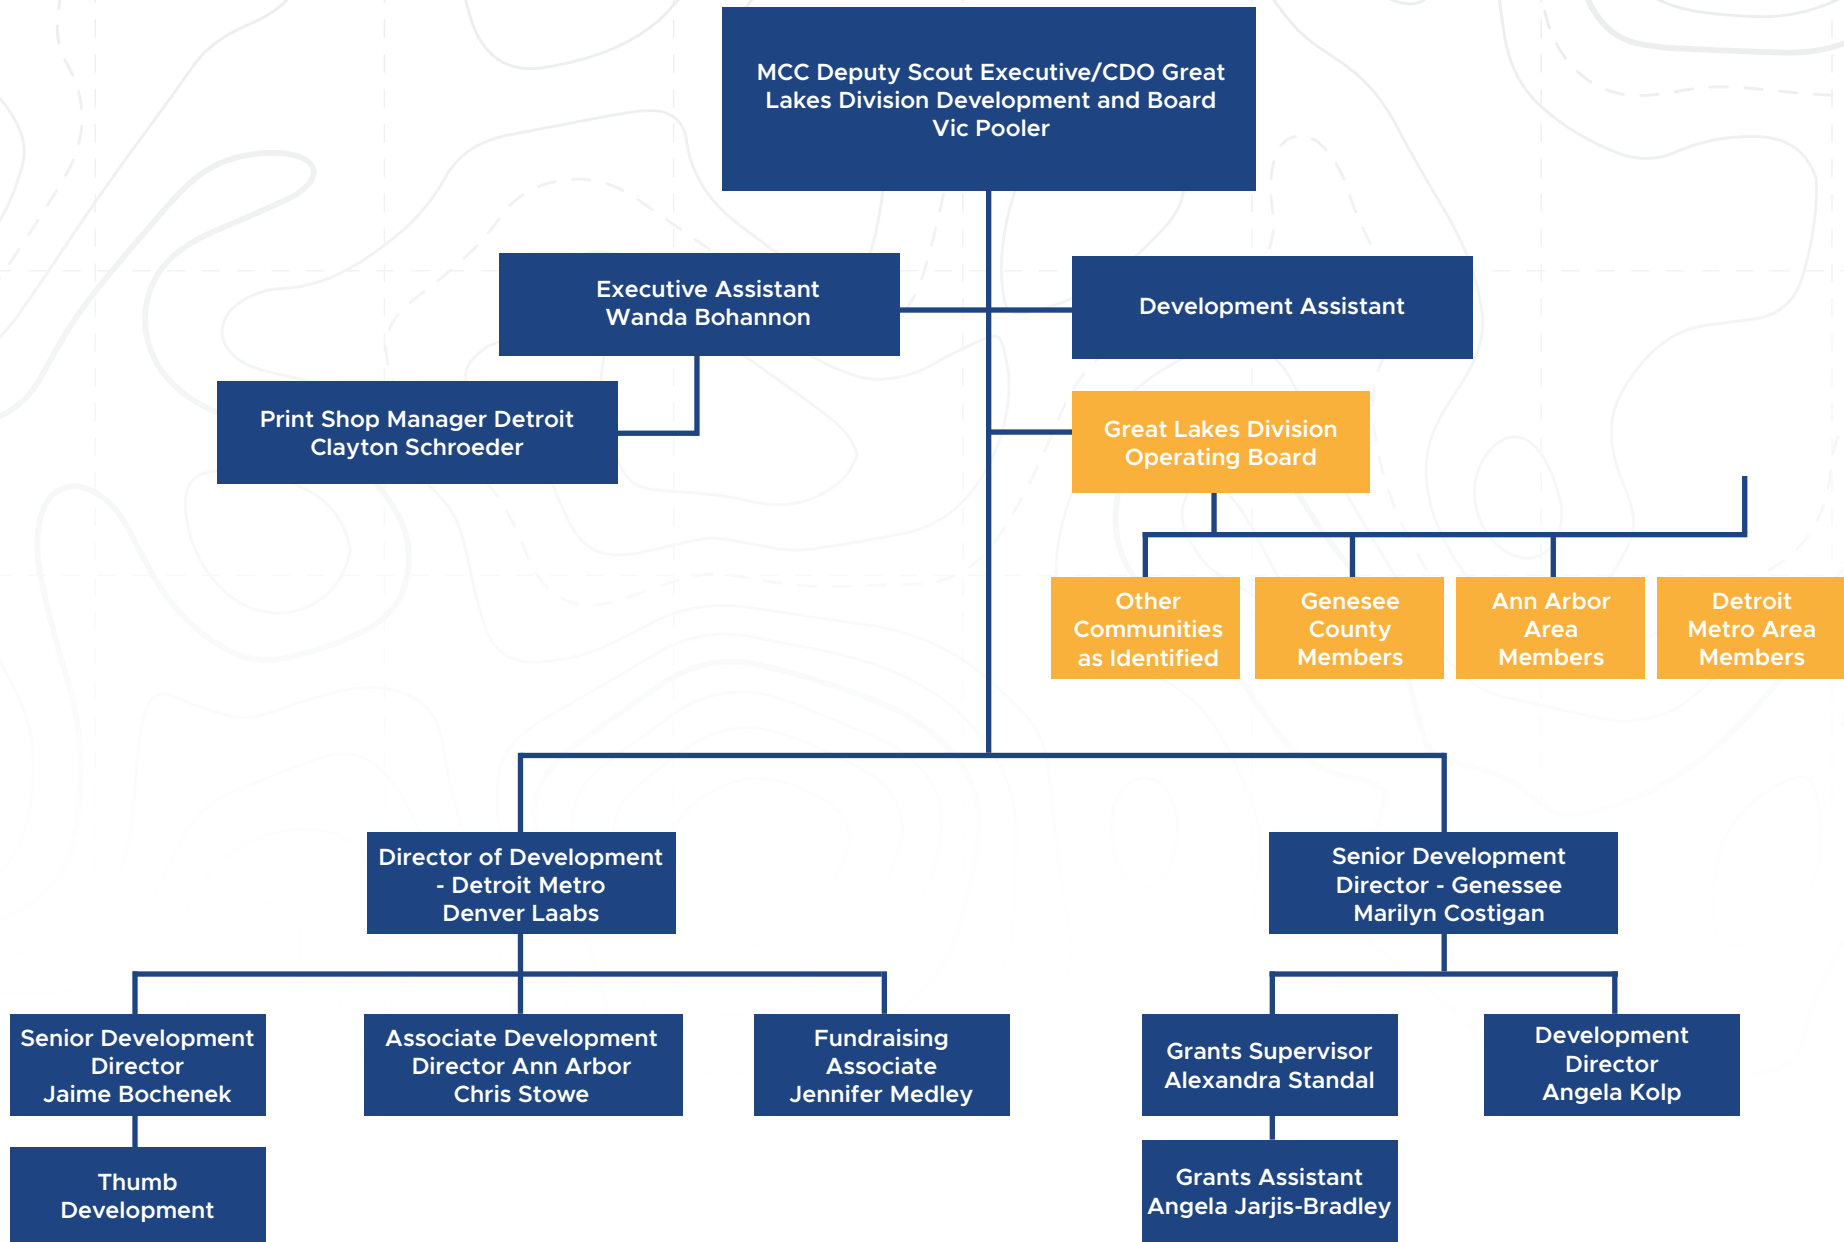 MCC Deputy Scout Executive/CDO Great
Lakes Division Development and Board
Vic Pooler
Executive Assistant
Wanda Bohannon
Development Assistant
Print Shop Manager Detroit
Clayton Schroeder
Great Lakes Division
Operating Board
Other
Communities
as Identified
Genesee
County
Members
Ann Arbor
Area
Members
Detroit
Metro Area
Members
Director of Development
- Detroit Metro
Denver Laabs
Senior Development
Director - Genessee
Marilyn Costigan
Senior Development
Director
Jaime Bochenek
Associate Development
Director Ann Arbor
Chris Stowe
Fundraising
Associate
Jennifer Medley
Grants Supervisor
Alexandra Standal
Development
Director
Angela Kolp
Thumb
Development
Grants Assistant
Angela Jarjis-Bradley